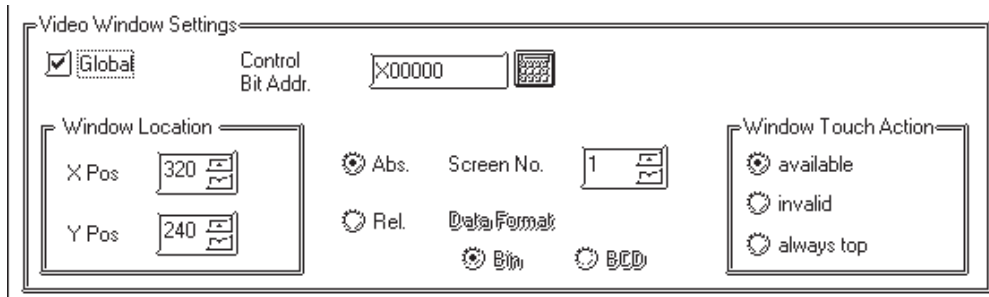 Video Window Settings
Global
Control
Bit Addr.
X00000
Window Location
X Pos
320
Y Pos
240
Abs.
Screen No.
1
Rel.
Data Format
Bin
BCD
Window Touch Action
available
invalid
always top